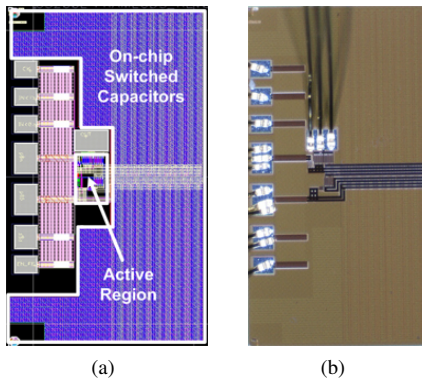 On-chip
Switched
Capacitors
Active
Region
(a)
(b)